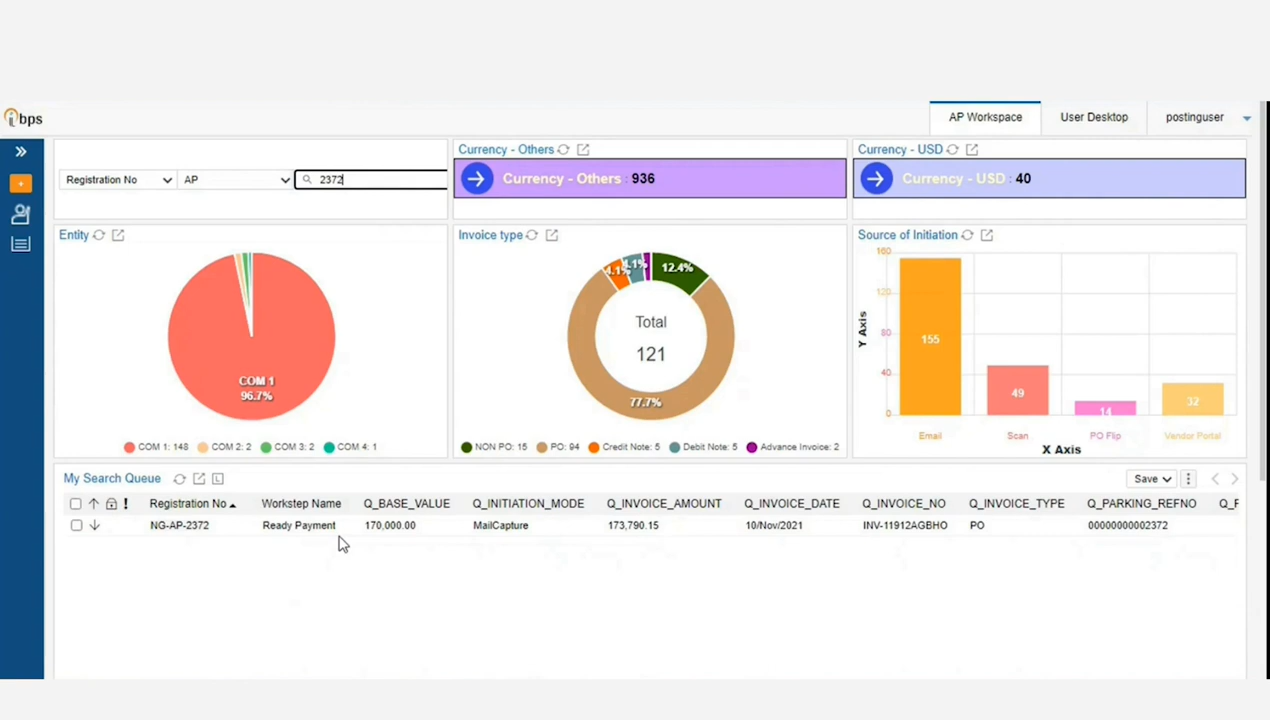 ibps
AP Workspace
User Desktop
postinguser
Registration No
AP
2372
Currency - Others
Currency - Others : 936
Currency - USD
Currency - USD : 40
Entity
COM 1
96.7%
COM 1: 148 COM 2: 2 COM 3: 2 COM 4: 1
Invoice type
4.1%
4.1%
12.4%
Total
121
77.7%
NON PO: 15 PO: 94 Credit Note: 5 Debit Note: 5 Advance Invoice: 2
Source of Initiation
160
120
80
40
0
Y Axis
155
49
14
32
Email Scan PO Flip Vendor Portal
X Axis
My Search Queue
L
Save
! Registration No Workstep Name Q_BASE_VALUE Q_INITIATION_MODE Q_INVOICE_AMOUNT Q_INVOICE_DATE Q_INVOICE_NO Q_INVOICE_TYPE Q_PARKING_REFNO
NG-AP-2372 Ready Payment 170,000.00 MailCapture 173,790.15 10/Nov/2021 INV-11912AGBHO PO 00000000002372